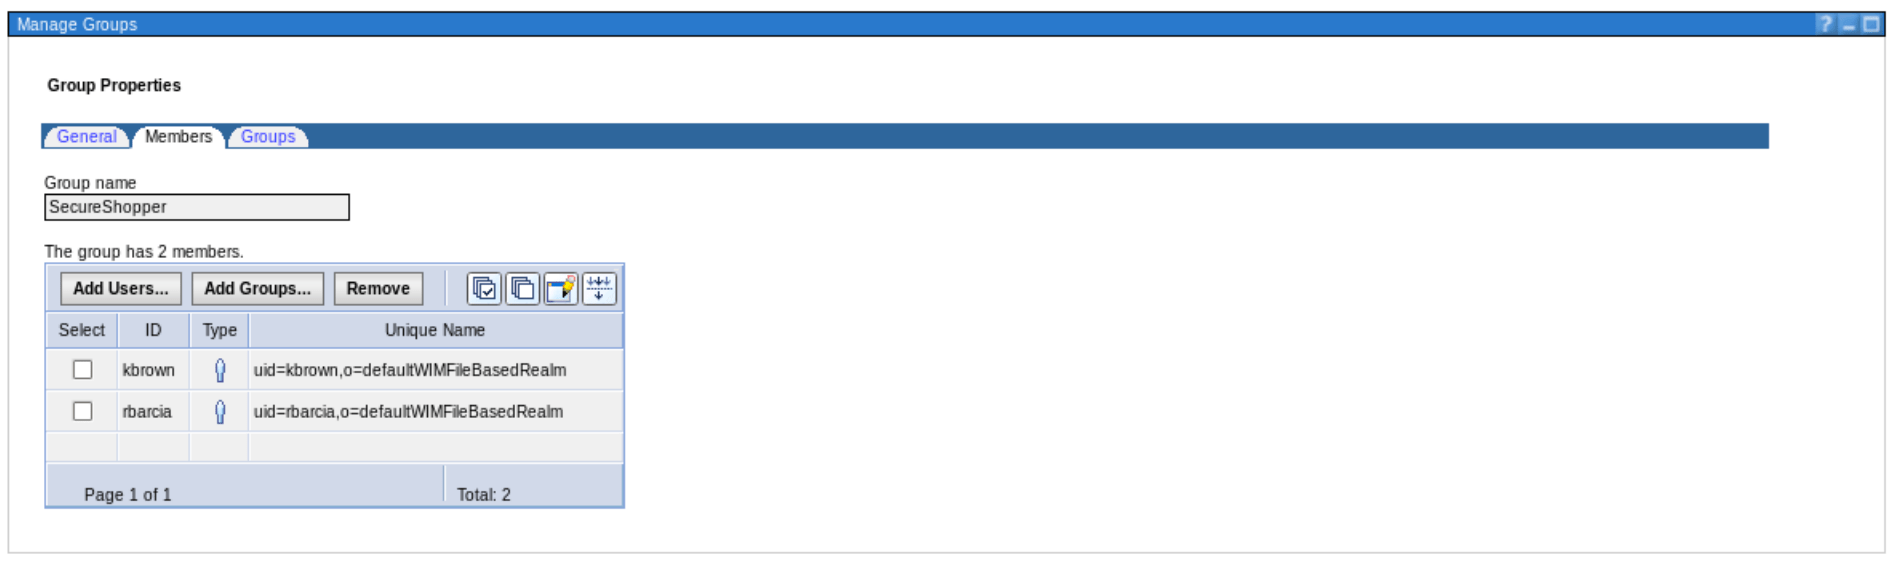 Manage Groups ?
Group Properties
General Members Groups
Group name
SecureShopper
The group has 2 members.
Add Users... Add Groups... Remove
Select ID Type Unique Name
kbrown uid=kbrown,o=defaultWIMFileBasedRealm
rbarcia uid=rbarcia,o=defaultWIMFileBasedRealm
Page 1 of 1 Total: 2